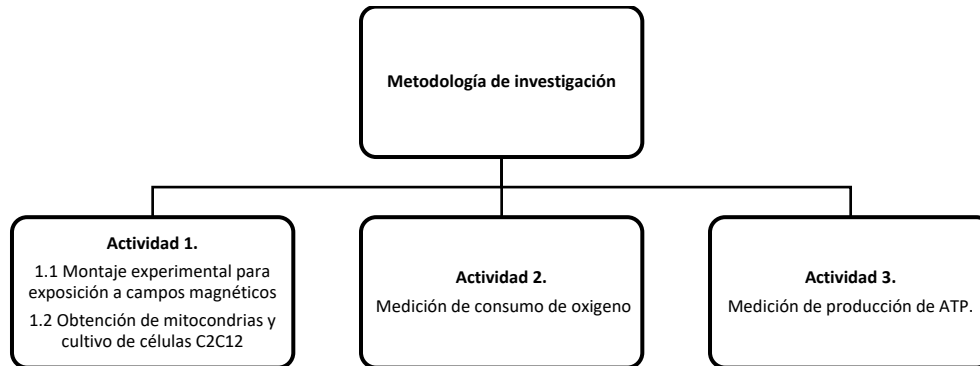 Metodología de investigación
Actividad 1.
1.1 Montaje experimental para
exposición a campos magnéticos
1.2 Obtención de mitocondrias y
cultivo de células C2C12
Actividad 2.
Medición de consumo de oxigeno
Actividad 3.
Medición de producción de ATP.